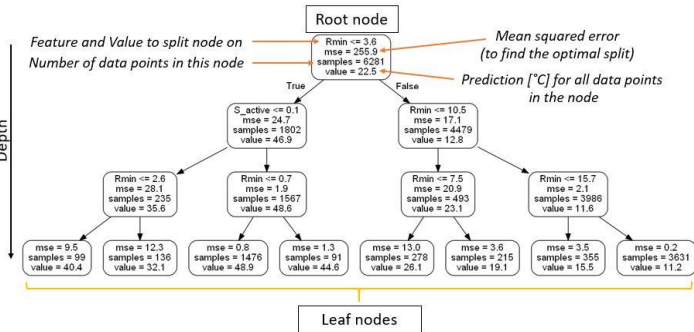 Root node
Feature and Value to split node on
Number of data points in this node
Rmin <= 3.6
mse = 255.9
samples = 6281
value = 22.5
Mean squared error
(to find the optimal split)
Prediction [°C] for all data points
in the node
True
False
Depth
S_active <= 0.1
mse = 24.7
samples = 1802
value = 46.9
Rmin <= 10.5
mse = 17.1
samples = 4479
value = 12.8
Rmin <= 2.6
mse = 28.1
samples = 235
value = 35.6
Rmin <= 0.7
mse = 1.9
samples = 1567
value = 48.6
Rmin <= 7.5
mse = 20.9
samples = 493
value = 23.1
Rmin <= 15.7
mse = 2.1
samples = 3986
value = 11.6
mse = 9.5
samples = 99
value = 40.4
mse = 12.3
samples = 136
value = 32.1
mse = 0.8
samples = 1476
value = 48.9
mse = 1.3
samples = 91
value = 44.6
mse = 13.0
samples = 278
value = 26.1
mse = 3.6
samples = 215
value = 19.1
mse = 3.5
samples = 355
value = 15.5
mse = 0.2
samples = 3631
value = 11.2
Leaf nodes